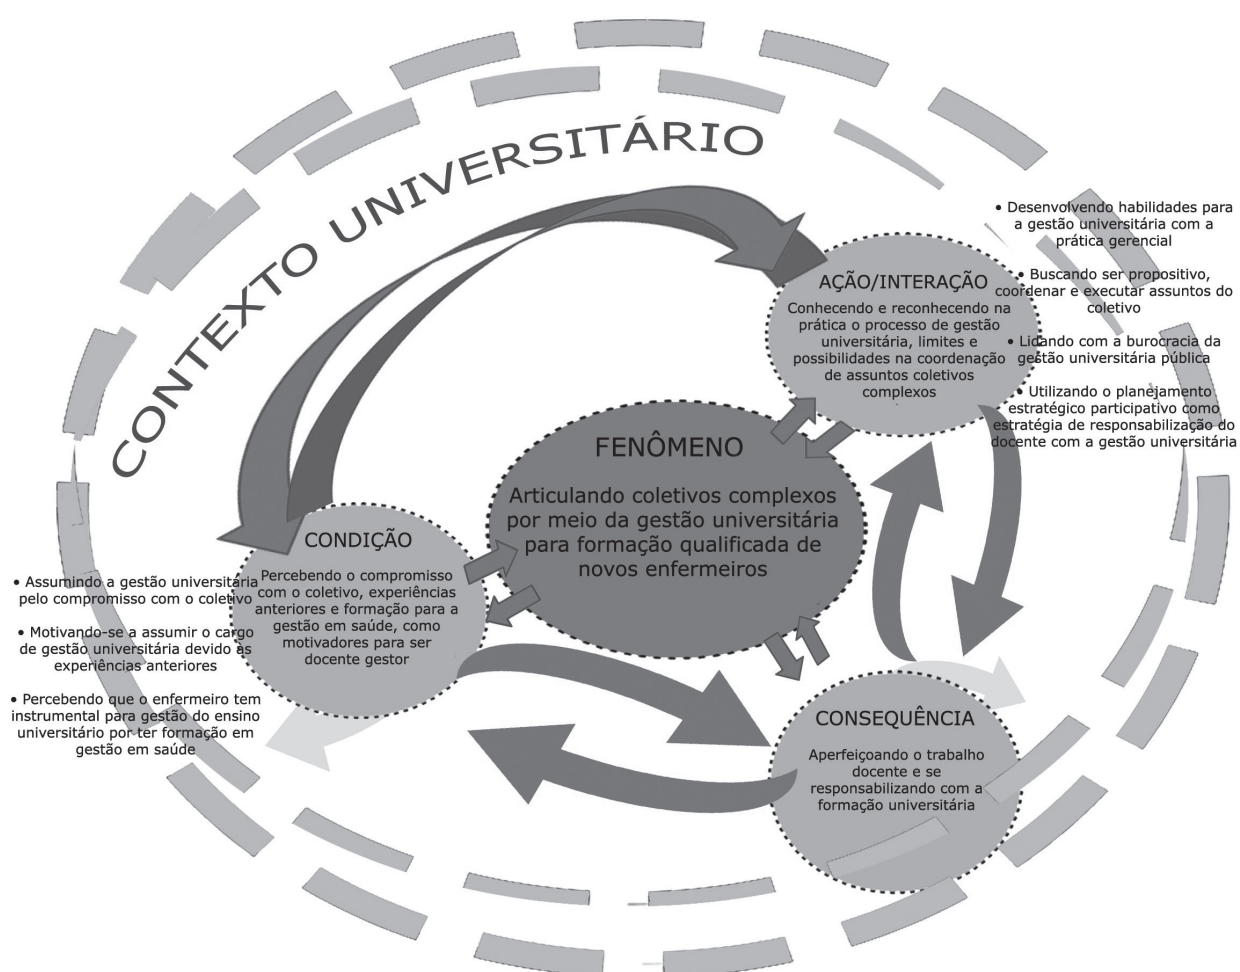 CONTEXTO UNIVERSITÁRIO
• Desenvolvendo habilidades para
a gestão universitária com a
prática gerencial
• Buscando ser propositivo,
coordenar e executar assuntos do
coletivo
• Lidando com a burocracia da
gestão universitária pública
• Utilizando o planejamento
estratégico participativo como
estratégia de responsabilização do
docente com a gestão universitária
AÇÃO/INTERAÇÃO
Conhecendo e reconhecendo na
prática o processo de gestão
universitária, limites e
possibilidades na coordenação
de assuntos coletivos
complexos
FENÔMENO
Articulando coletivos complexos
por meio da gestão universitária
para formação qualificada de
novos enfermeiros
CONDIÇÃO
Percebendo o compromisso
com o coletivo, experiências
anteriores e formação para a
gestão em saúde, como
motivadores para ser
docente gestor
• Assumindo a gestão universitária
pelo compromisso com o coletivo
• Motivando-se a assumir o cargo
de gestão universitária devido às
experiências anteriores
• Percebendo que o enfermeiro tem
instrumental para gestão do ensino
universitário por ter formação em
gestão em saúde
CONSEQUÊNCIA
Aperfeiçoando o trabalho
docente e se
responsabilizando com a
formação universitária